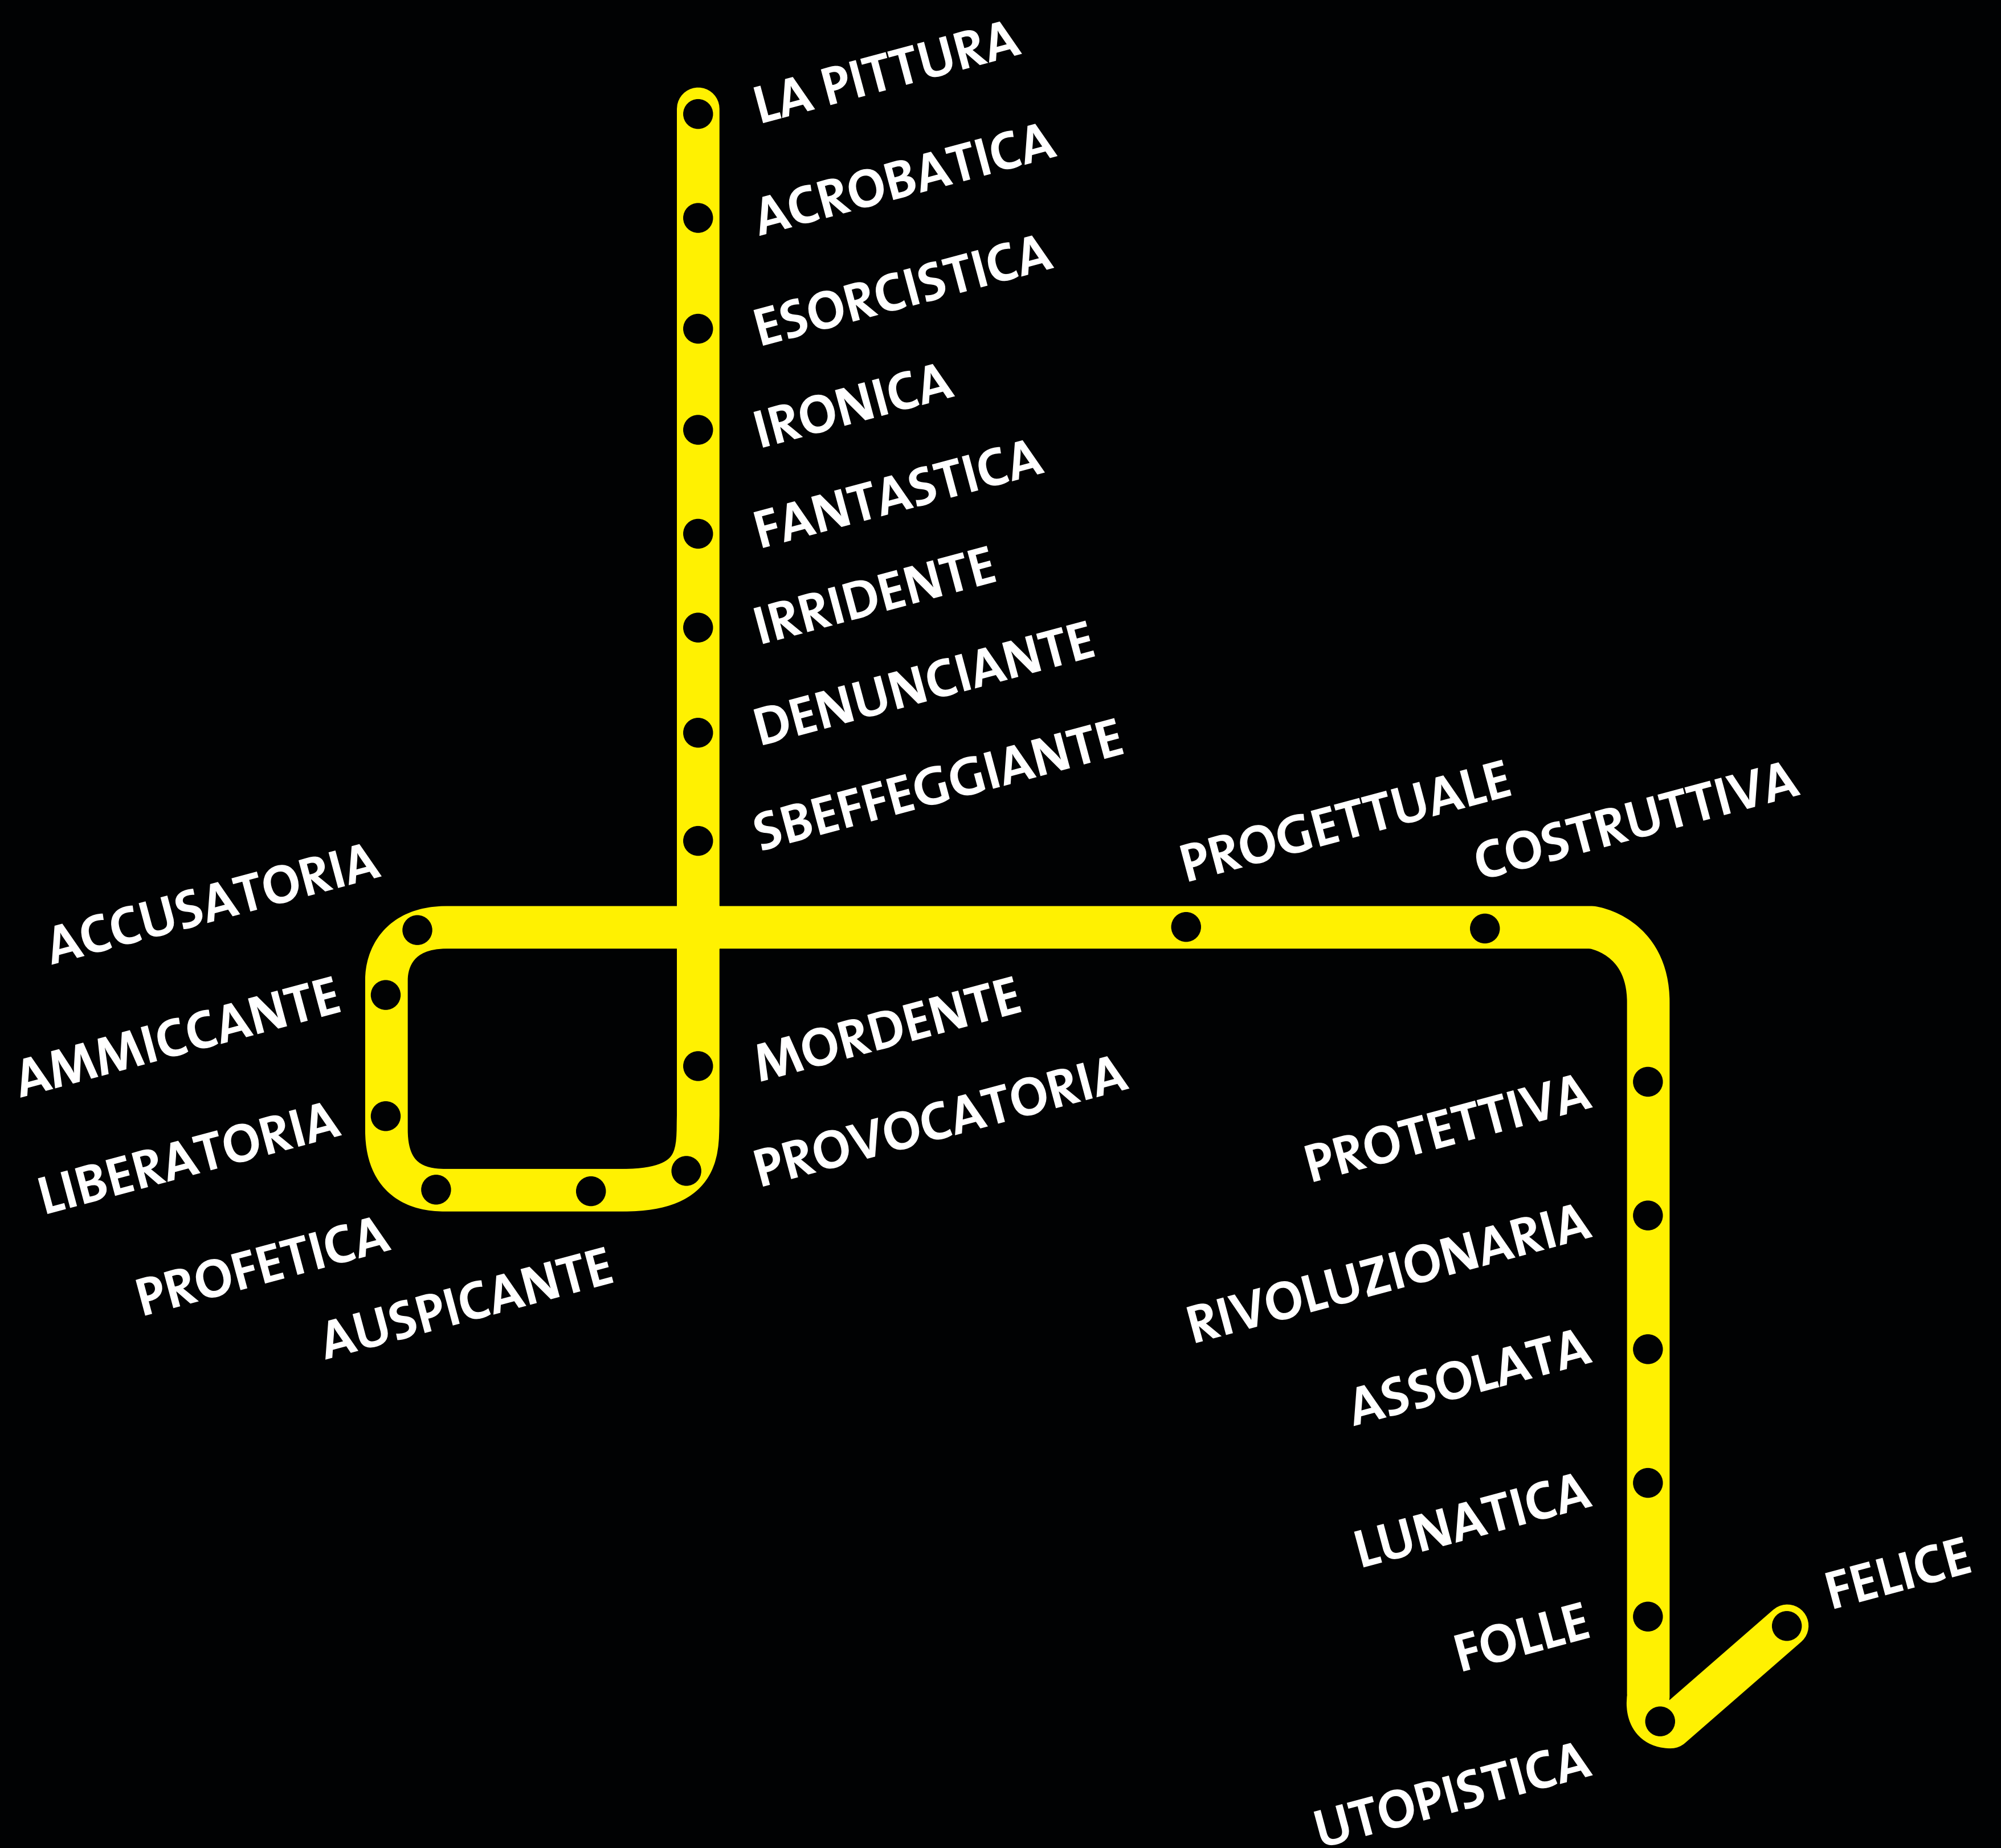 LA PITTURA
ACROBATICA
ESORCISTICA
IRONICA
FANTASTICA
IRRIDENTE
DENUNCIANTE
SBEFFEGGIANTE
MORDENTE
PROVOCATORIA
AUSPICANTE
PROFETICA
LIBERATORIA
AMMICCANTE
ACCUSATORIA
PROGETTUALE
COSTRUTTIVA
PROTETTIVA
RIVOLUZIONARIA
ASSOLATA
LUNATICA
FOLLE
UTOPISTICA
FELICE